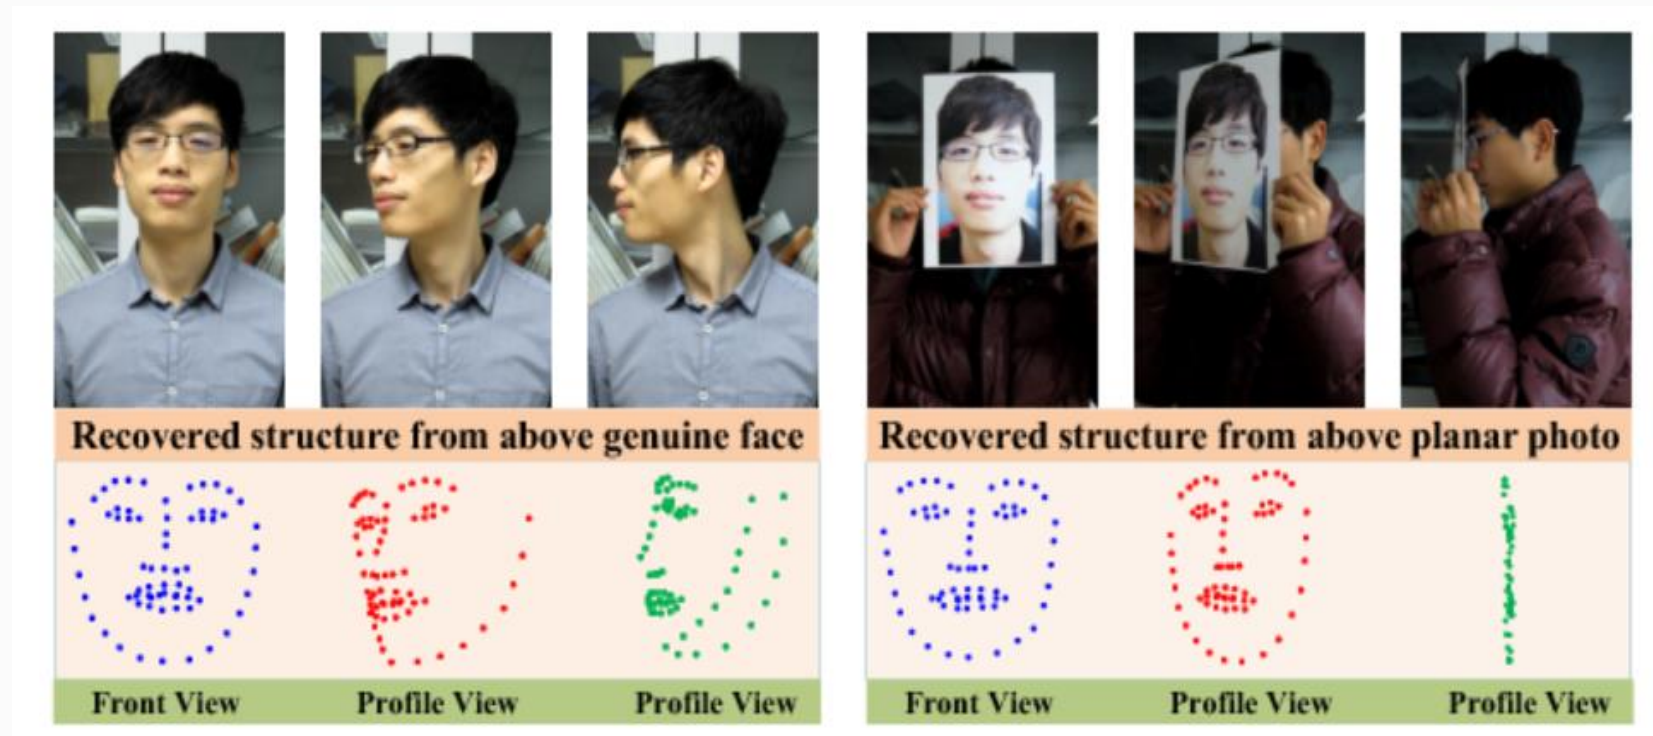 Recovered structure from above genuine face
Recovered structure from above planar photo
Front View
Profile View
Profile View
Front View
Profile View
Profile View